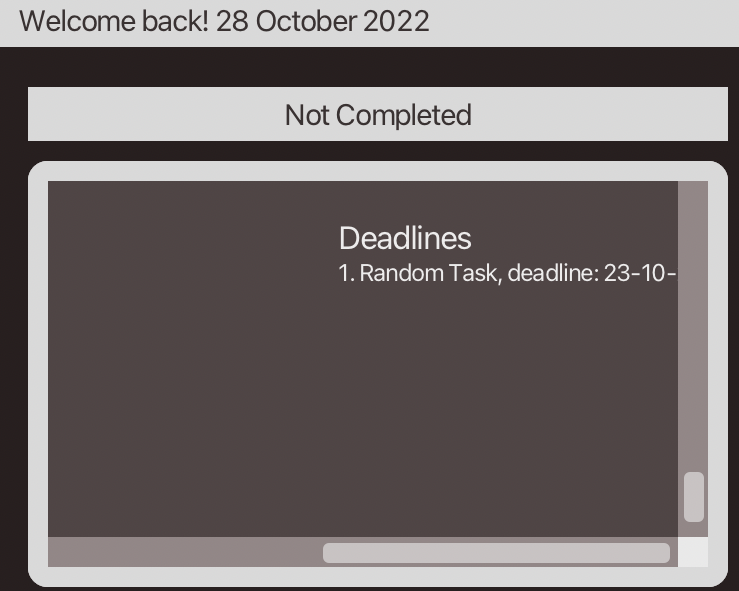 Welcome back! 28 October 2022
Not Completed
Deadlines
1. Random Task, deadline: 23-10-